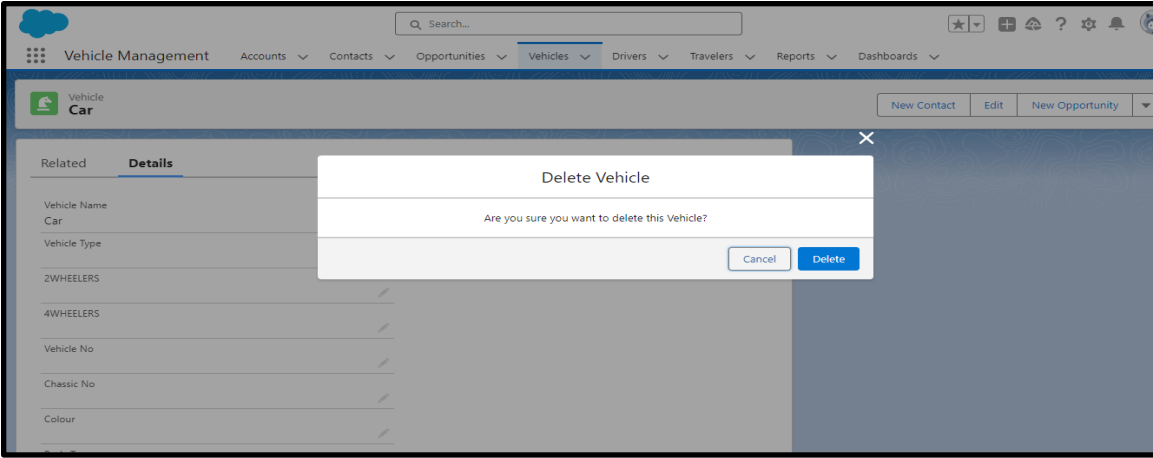 Search...
Vehicle Management Accounts Contacts Opportunities Vehicles Drivers Travelers Reports Dashboards
Vehicle
Car
New Contact Edit New Opportunity
Related Details
Delete Vehicle
Are you sure you want to delete this Vehicle?
Cancel Delete
Vehicle Name
Car
Vehicle Type
2WHEELERS
4WHEELERS
Vehicle No
Chassic No
Colour